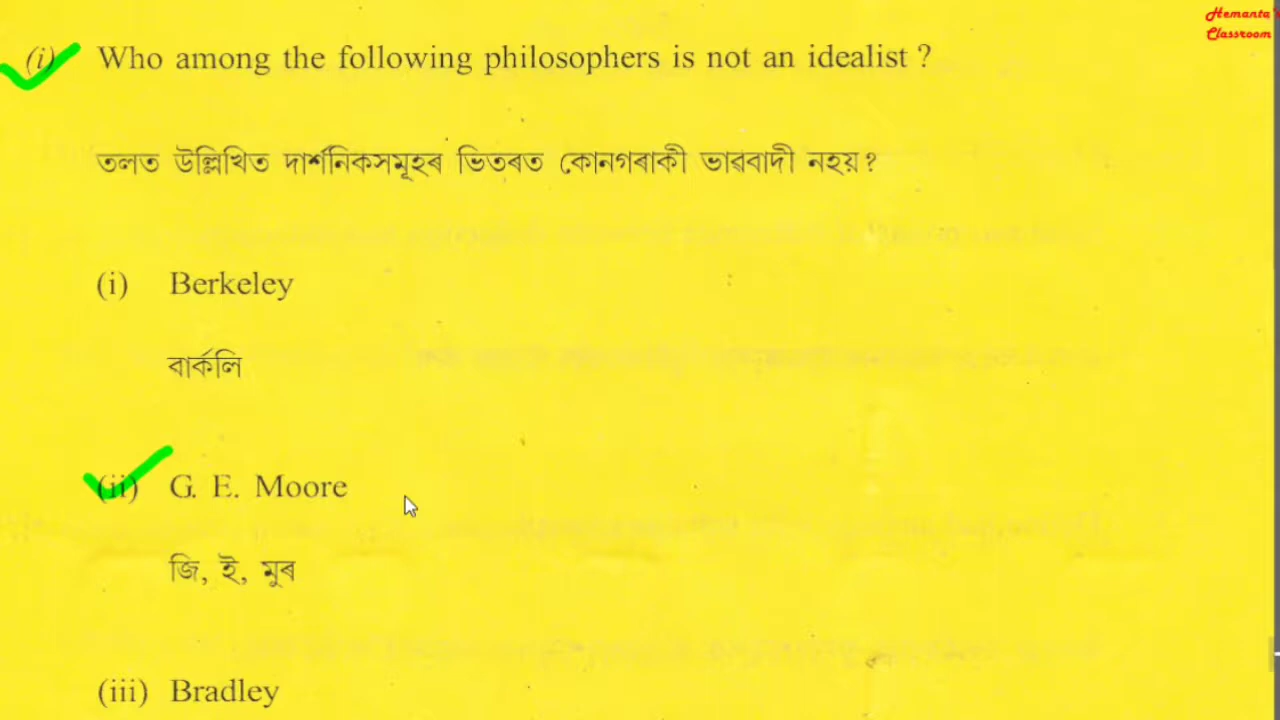 Hemanta's
Classroom
(i) Who among the following philosophers is not an idealist ?
তলত উল্লিখিত দাৰ্শনিকসমূহৰ ভিতৰত কোনগৰাকী ভাৱবাদী নহয়?
(i) Berkeley
বাৰ্কলি
(ii) G. E. Moore
জি, ই, মুৰ
(iii) Bradley